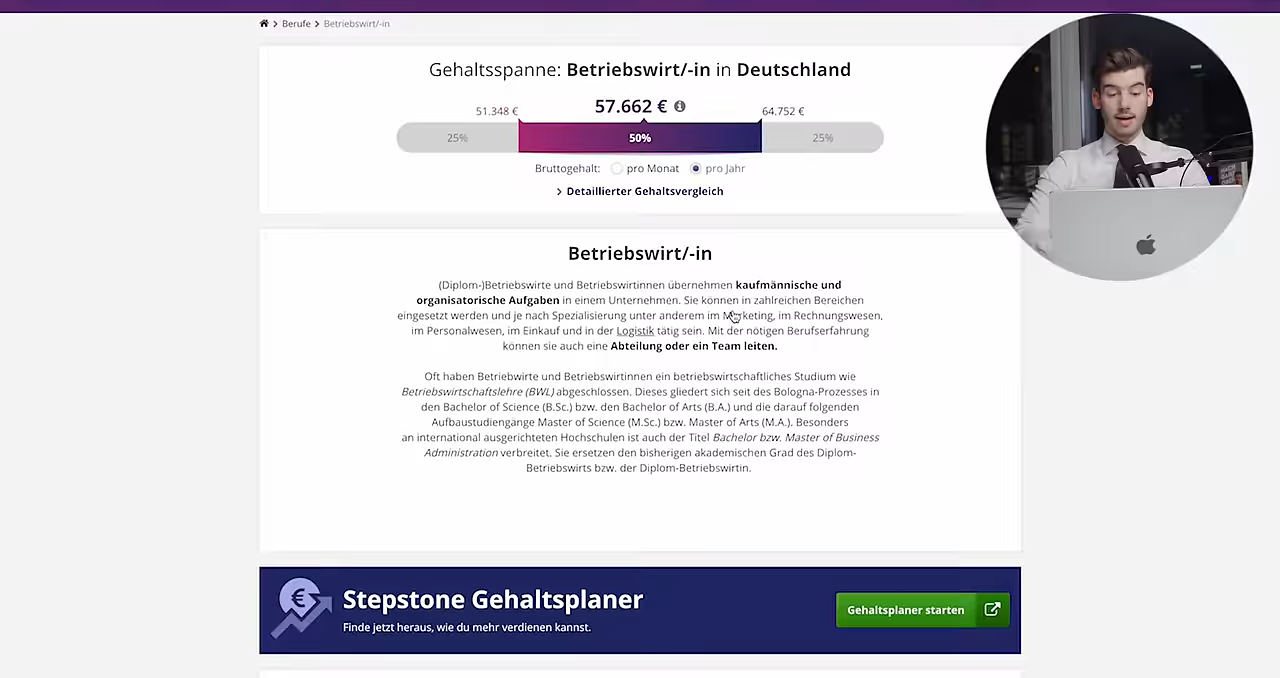 Berufe > Betriebswirt/-in
Gehaltsspanne: Betriebswirt/-in in Deutschland
51.348 € 57.662 € 64.752 €
25% 50% 25%
Bruttogehalt: pro Monat pro Jahr
> Detaillierter Gehaltsvergleich
Betriebswirt/-in
(Diplom-)Betriebswirte und Betriebswirtinnen übernehmen kaufmännische und
organisatorische Aufgaben in einem Unternehmen. Sie können in zahlreichen Bereichen
eingesetzt werden und je nach Spezialisierung unter anderem im Marketing, im Rechnungswesen,
im Personalwesen, im Einkauf und in der Logistik tätig sein. Mit der nötigen Berufserfahrung
können sie auch eine Abteilung oder ein Team leiten.
Oft haben Betriebwirte und Betriebswirtinnen ein betriebswirtschaftliches Studium wie
Betriebswirtschaftslehre (BWL) abgeschlossen. Dieses gliedert sich seit des Bologna-Prozesses in
den Bachelor of Science (B.Sc.) bzw. den Bachelor of Arts (B.A.) und die darauf folgenden
Aufbaustudiengange Master of Science (M.Sc.) bzw. Master of Arts (M.A.). Besonders
an international ausgerichteten Hochschulen ist auch der Titel Bachelor bzw. Master of Business
Administration verbreitet. Sie ersetzen den bisherigen akademischen Grad des Diplom-
Betriebswirts bzw. der Diplom-Betriebswirtin.
Stepstone Gehaltsplaner
Finde jetzt heraus, wie du mehr verdienen kannst.
Gehaltsplaner starten